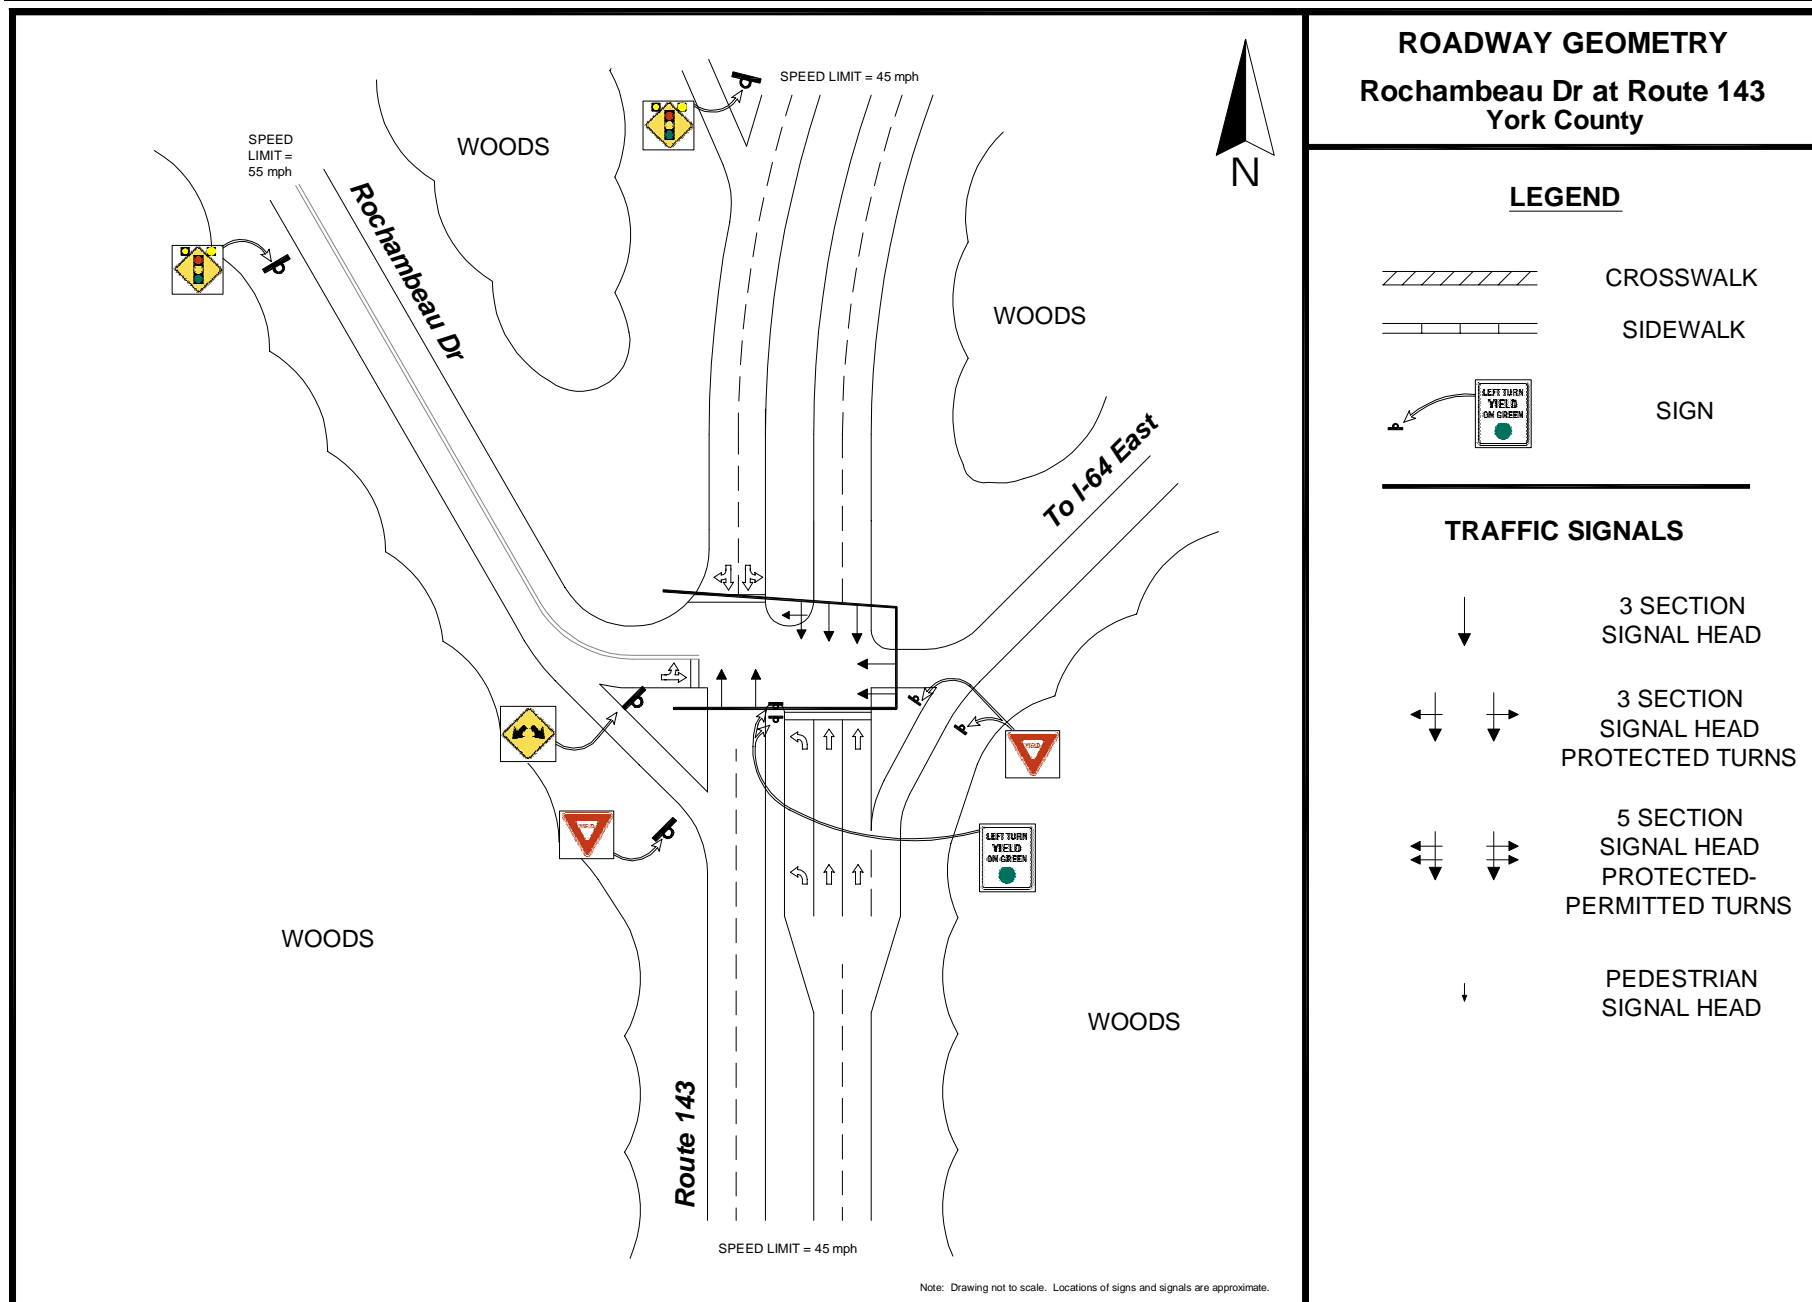 SPEED LIMIT = 45 mph
SPEED
LIMIT =
55 mph
WOODS
Rochambeau Dr
WOODS
N
To I-64 East
YIELD
YIELD
LEFT TURN
YIELD
ON GREEN
WOODS
WOODS
Route 143
SPEED LIMIT = 45 mph
Note: Drawing not to scale. Locations of signs and signals are approximate.
ROADWAY GEOMETRY
Rochambeau Dr at Route 143
York County
LEGEND
CROSSWALK
SIDEWALK
LEFT TURN
YIELD
ON GREEN
SIGN
TRAFFIC SIGNALS
3 SECTION
SIGNAL HEAD
3 SECTION
SIGNAL HEAD
PROTECTED TURNS
5 SECTION
SIGNAL HEAD
PROTECTED-
PERMITTED TURNS
PEDESTRIAN
SIGNAL HEAD